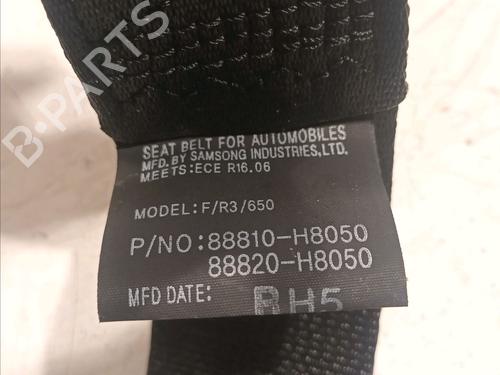 SEAT BELT FOR AUTOMOBILES
MFD. BY SAMSONG INDUSTRIES, LTD.
MEETS:ECE R16.06
MODEL: F/R3/650
P/NO:88810-H8050
88820-H8050
MFD DATE: BH5
B-PARTS